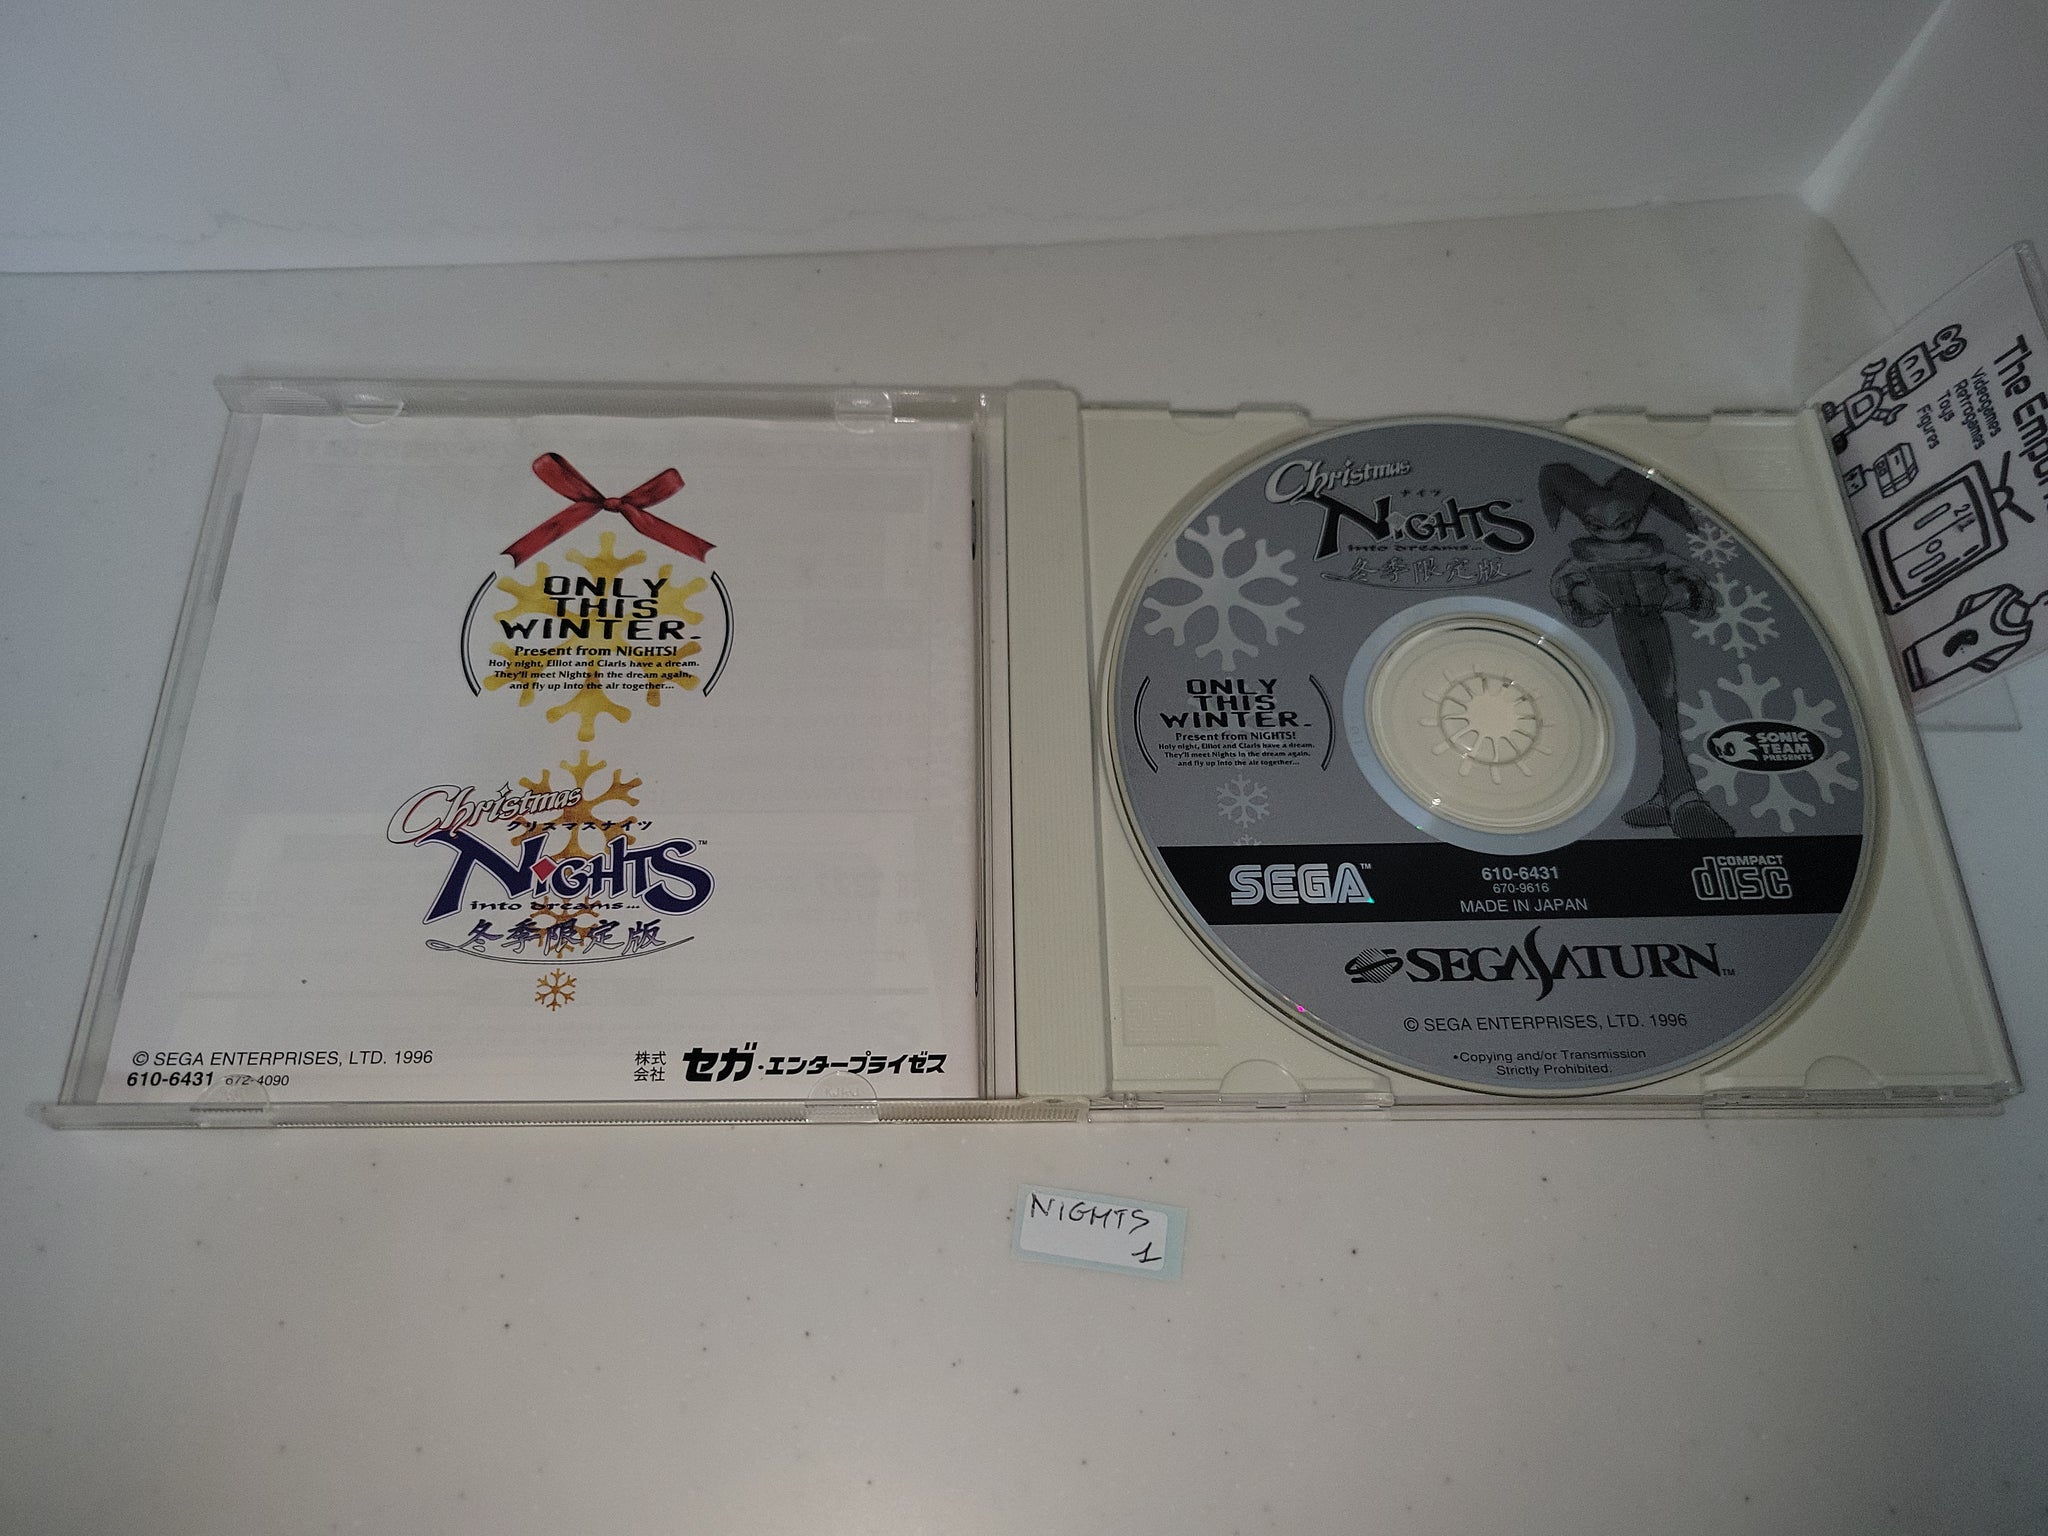 ONLY
THIS
WINTER.
Present from NiGHTS!
Holy night, Elliot and Claris have a dream.
They'll meet Nights in the dream again,
and fly up into the air together...
Christmas
クリスマスナイツ
NiGHTS™
into dreams...
冬季限定版
© SEGA ENTERPRISES, LTD. 1996
610-6431 672-4090
株式会社 セガ・エンタープライゼス
Christmas
ナイツ
NiGHTS™
into dreams...
冬季限定版
ONLY
THIS
WINTER.
Present from NiGHTS!
Holy night, Elliot and Claris have a dream.
They'll meet Nights in the dream again,
and fly up into the air together...
SONIC
TEAM
PRESENTS
SEGA™
610-6431
670-9616
MADE IN JAPAN
COMPACT
disc
SEGA SATURN™
© SEGA ENTERPRISES, LTD. 1996
•Copying and/or Transmission
Strictly Prohibited.
The
Videogames
Retrogames
Toys
Figures
NIGHTS
1